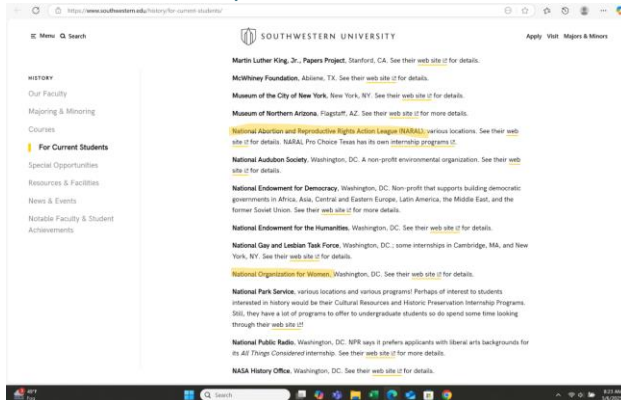 https://www.southwestern.edu/history/for-current-students/
Menu Search
SOUTHWESTERN UNIVERSITY
Apply Visit Majors & Minors
HISTORY
Our Faculty
Majoring & Minoring
Courses
For Current Students
Special Opportunities
Resources & Facilities
News & Events
Notable Faculty & Student
Achievements
Martin Luther King, Jr., Papers Project, Stanford, CA. See their web site for details.
McWhiney Foundation, Abilene, TX. See their web site for details.
Museum of the City of New York, New York, NY. See their web site for details.
Museum of Northern Arizona, Flagstaff, AZ. See their web site for more details.
National Abortion and Reproductive Rights Action League (NARAL), various locations. See their web
site for details. NARAL Pro Choice Texas has its own internship programs.
National Audubon Society, Washington, DC. A non-profit environmental organization. See their web
site for details.
National Endowment for Democracy, Washington, DC. Non-profit that supports building democratic
governments in Africa, Asia, Central and Eastern Europe, Latin America, the Middle East, and the
former Soviet Union. See their web site for more details.
National Endowment for the Humanities, Washington, DC. See their web site for details.
National Gay and Lesbian Task Force, Washington, DC.; some internships in Cambridge, MA, and New
York, NY. See their web site for details.
National Organization for Women, Washington, DC. See their web site for details.
National Park Service, various locations and various programs! Perhaps of interest to students
interested in history would be their Cultural Resources and Historic Preservation Internship Programs.
Still, they have a lot of programs to offer to undergraduate students so do spend some time looking
through their web site!
National Public Radio, Washington, DC. NPR says it prefers applicants with liberal arts backgrounds for
its All Things Considered internship. See their web site for more details.
NASA History Office, Washington, DC. See their web site for details.
49°F
Fog
Search
8:23 AM
5/6/2025